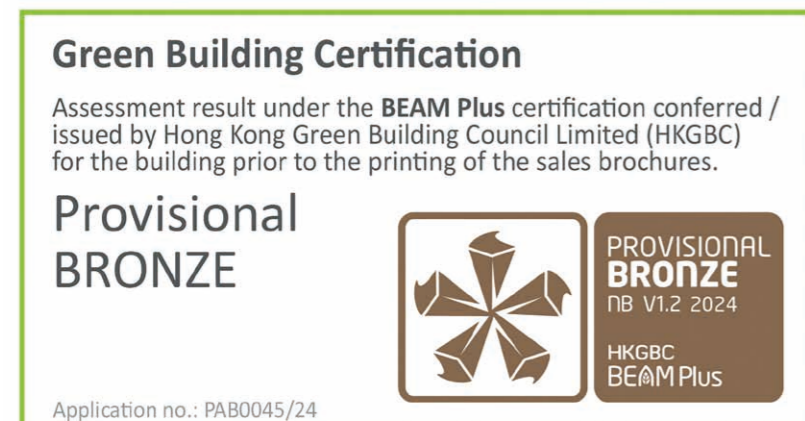 Green Building Certification
Assessment result under the BEAM Plus certification conferred /
issued by Hong Kong Green Building Council Limited (HKGBC)
for the building prior to the printing of the sales brochures.
Provisional
BRONZE
PROVISIONAL
BRONZE
NB V1.2 2024
HKGBC
BEAM Plus
Application no.: PAB0045/24